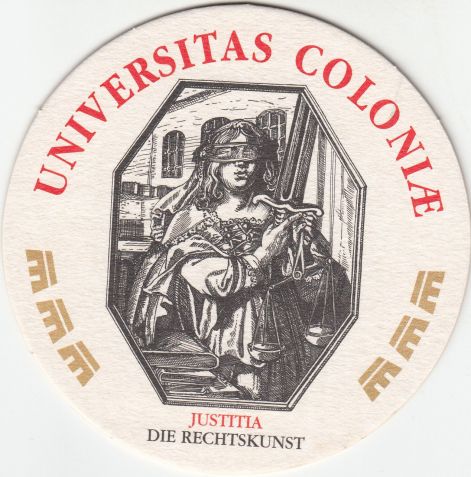 UNIVERSITAS COLONIÆ
JUSTITIA
DIE RECHTSKUNST